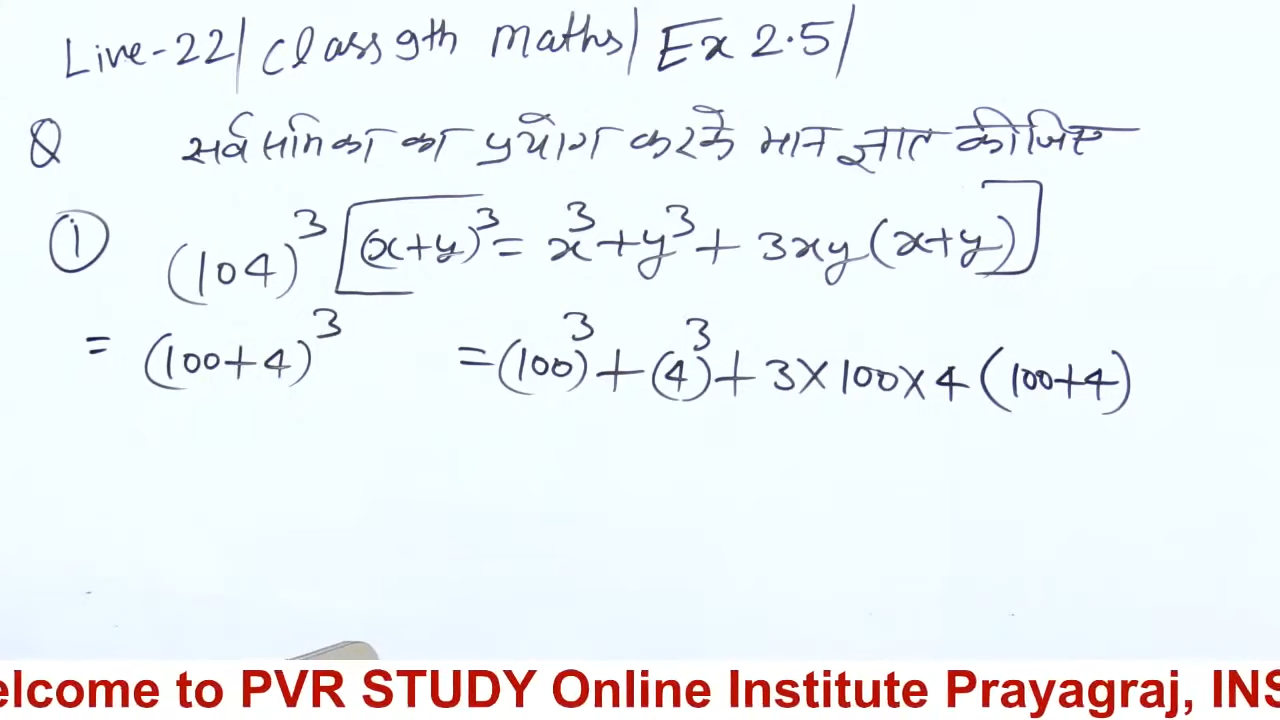 Live-22/ Class 9th maths/ Ex 2.5/
Q सर्वसमिका का प्रयोग करके मान ज्ञात कीजिए
① (104)³ [(x+y)³ = x³+y³+3xy(x+y)]
= (100+4)³ = (100)³+(4)³+3×100×4(100+4)
elcome to PVR STUDY Online Institute Prayagraj, INS